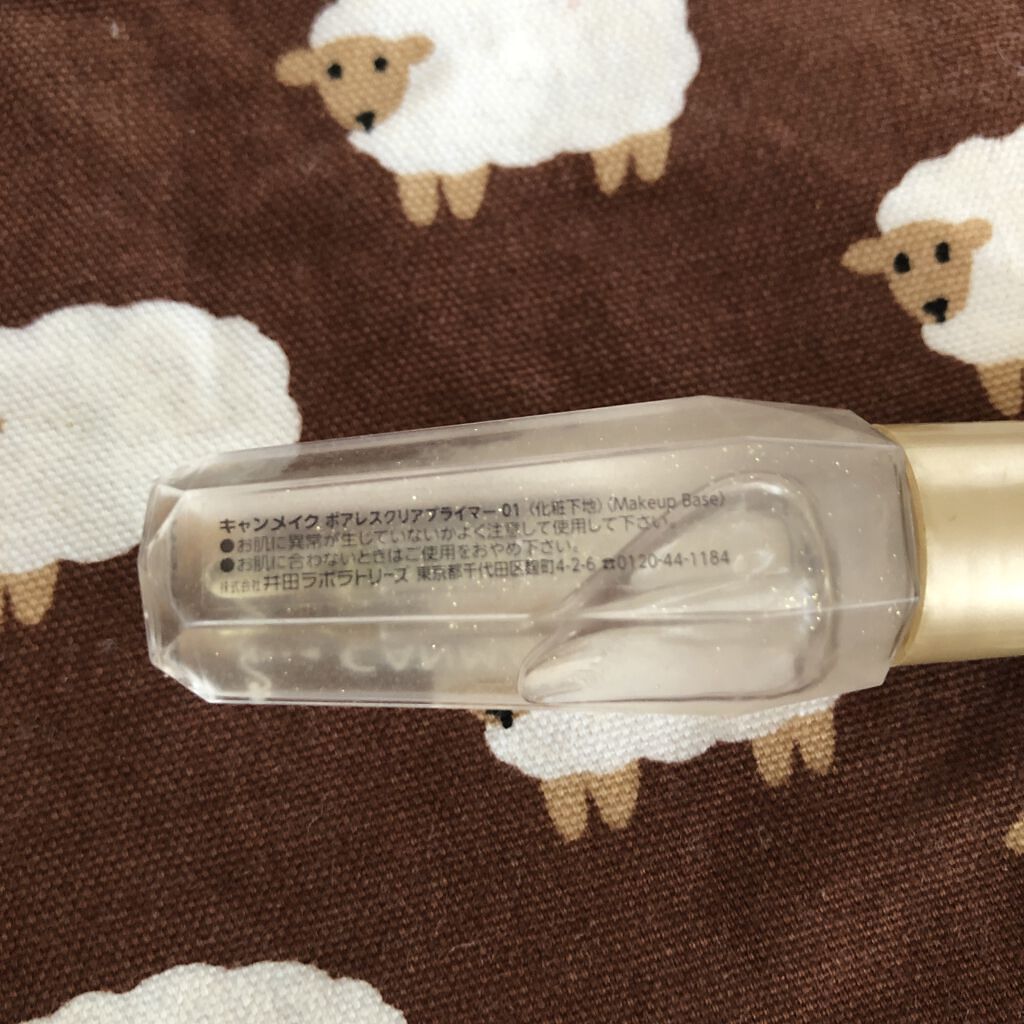 キャンメイク ポアレスクリアプライマー 01 〈化粧下地〉〈Makeup Base〉
●お肌に異常が生じていないかよく注意して使用して下さい。
●お肌に合わないときはご使用をおやめ下さい。
株式会社 井田ラボラトリーズ 東京都千代田区麹町4-2-6 ☎0120-44-1184